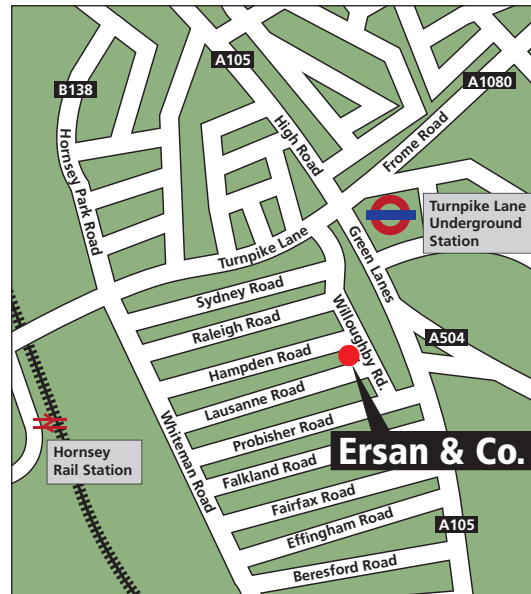 A105
B138
A1080
High Road
Frome Road
Hornsey Park Road
Turnpike Lane
Underground
Station
Turnpike Lane
Green Lanes
Sydney Road
Willoughby Rd.
Raleigh Road
A504
Hampden Road
Lausanne Road
Whiteman Road
Probisher Road
Ersan & Co.
Hornsey
Rail Station
Falkland Road
Fairfax Road
A105
Effingham Road
Beresford Road